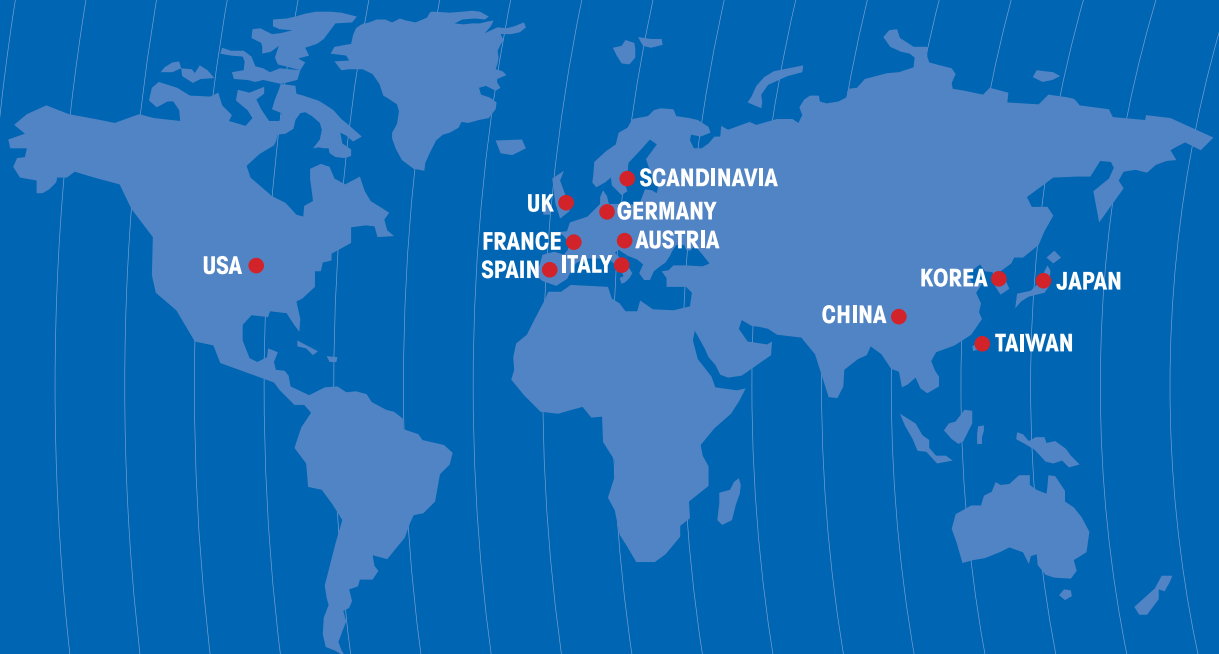 SCANDINAVIA
UK
GERMANY
FRANCE
AUSTRIA
USA
SPAIN
ITALY
KOREA
JAPAN
CHINA
TAIWAN